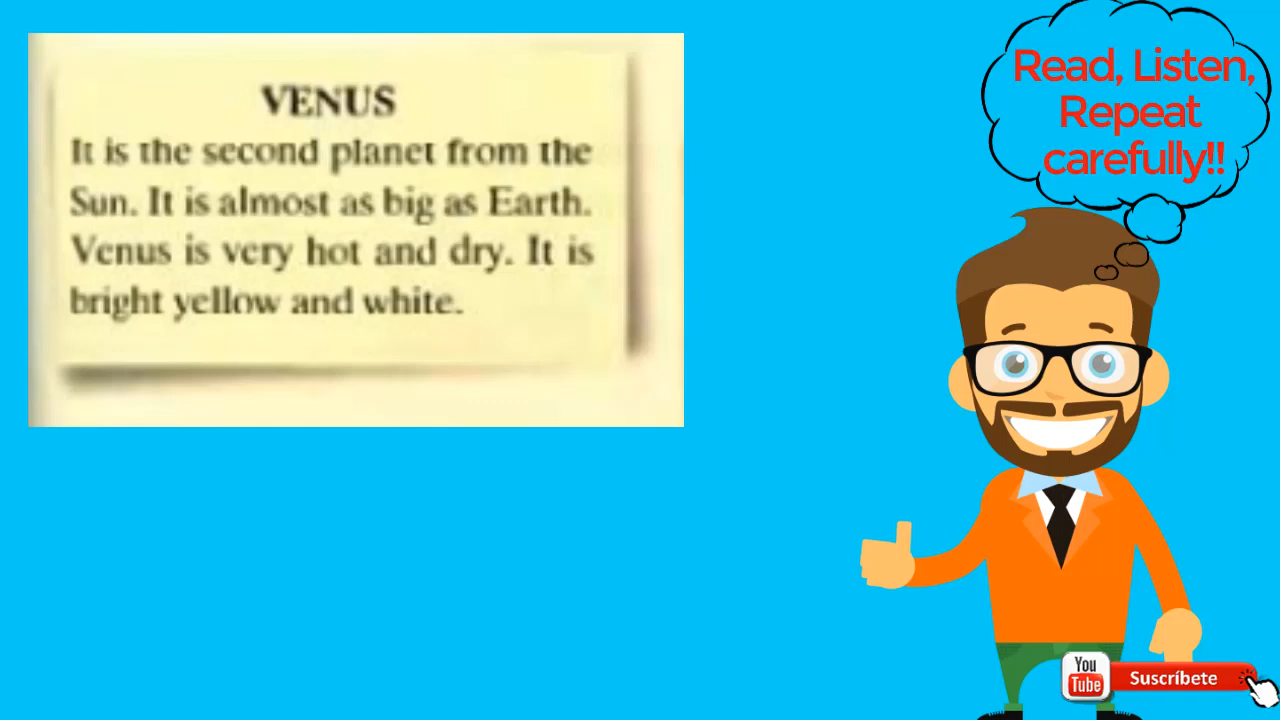 VENUS
It is the second planet from the
Sun. It is almost as big as Earth.
Venus is very hot and dry. It is
bright yellow and white.
Read, Listen,
Repeat
carefully!!
You
Tube
Suscríbete